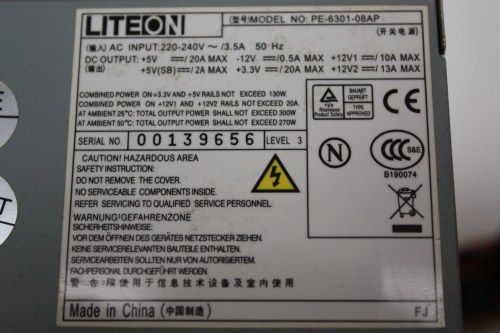 LITEON (型号)MODEL NO: PE-6301-08AP
(输入) AC INPUT:220-240V~ /3.5A 50 Hz (开关电源)
DC OUTPUT:+5V ⎓/20A MAX -12V ⎓/0.5A MAX +12V1 ⎓/10A MAX
(输出) +5V(SB)⎓/2A MAX +3.3V ⎓/20A MAX +12V2 ⎓/13A MAX
COMBINED POWER ON +3.3V AND +5V RAILS NOT EXCEED 130W.
COMBINED POWER ON +12V1 AND +12V2 RAILS NOT EXCEED 20A.
AT AMBIENT 25°C: TOTAL OUTPUT POWER SHALL NOT EXCEED 300W
AT AMBIENT 50°C: TOTAL OUTPUT POWER SHALL NOT EXCEED 270W
TÜV Rheinland Product Safety
BAUART GEPRÜFT
TYPE APPROVED
CE
SERIAL NO. 00139656 LEVEL 3
CAUTION! HAZARDOUS AREA
SAFETY INSTRUCTION:
DO NOT REMOVE THE COVER.
NO SERVICEABLE COMPONENTS INSIDE.
REFER SERVICING TO QUALIFIED SERVICE PERSONNEL.
N
CCC S&E
B190074
WARNUNG!GEFAHRENZONE
SICHERHEITSHINWEISE:
VOR DEM ÖFFNEN DES GERÄTES NETZSTECKER ZIEHEN
KEINE SERVICERELEVANTEN BAUTEILE ENTHALTEN.
SERVICEARBEITEN SOLLTEN NUR AN AUTORISIERTEM
FACHPERSONAL DURCHGEFÜHRT WERDEN.
警告:限使用于信息技术设备及室内使用
Made in China (中国制造) FJ
E
T